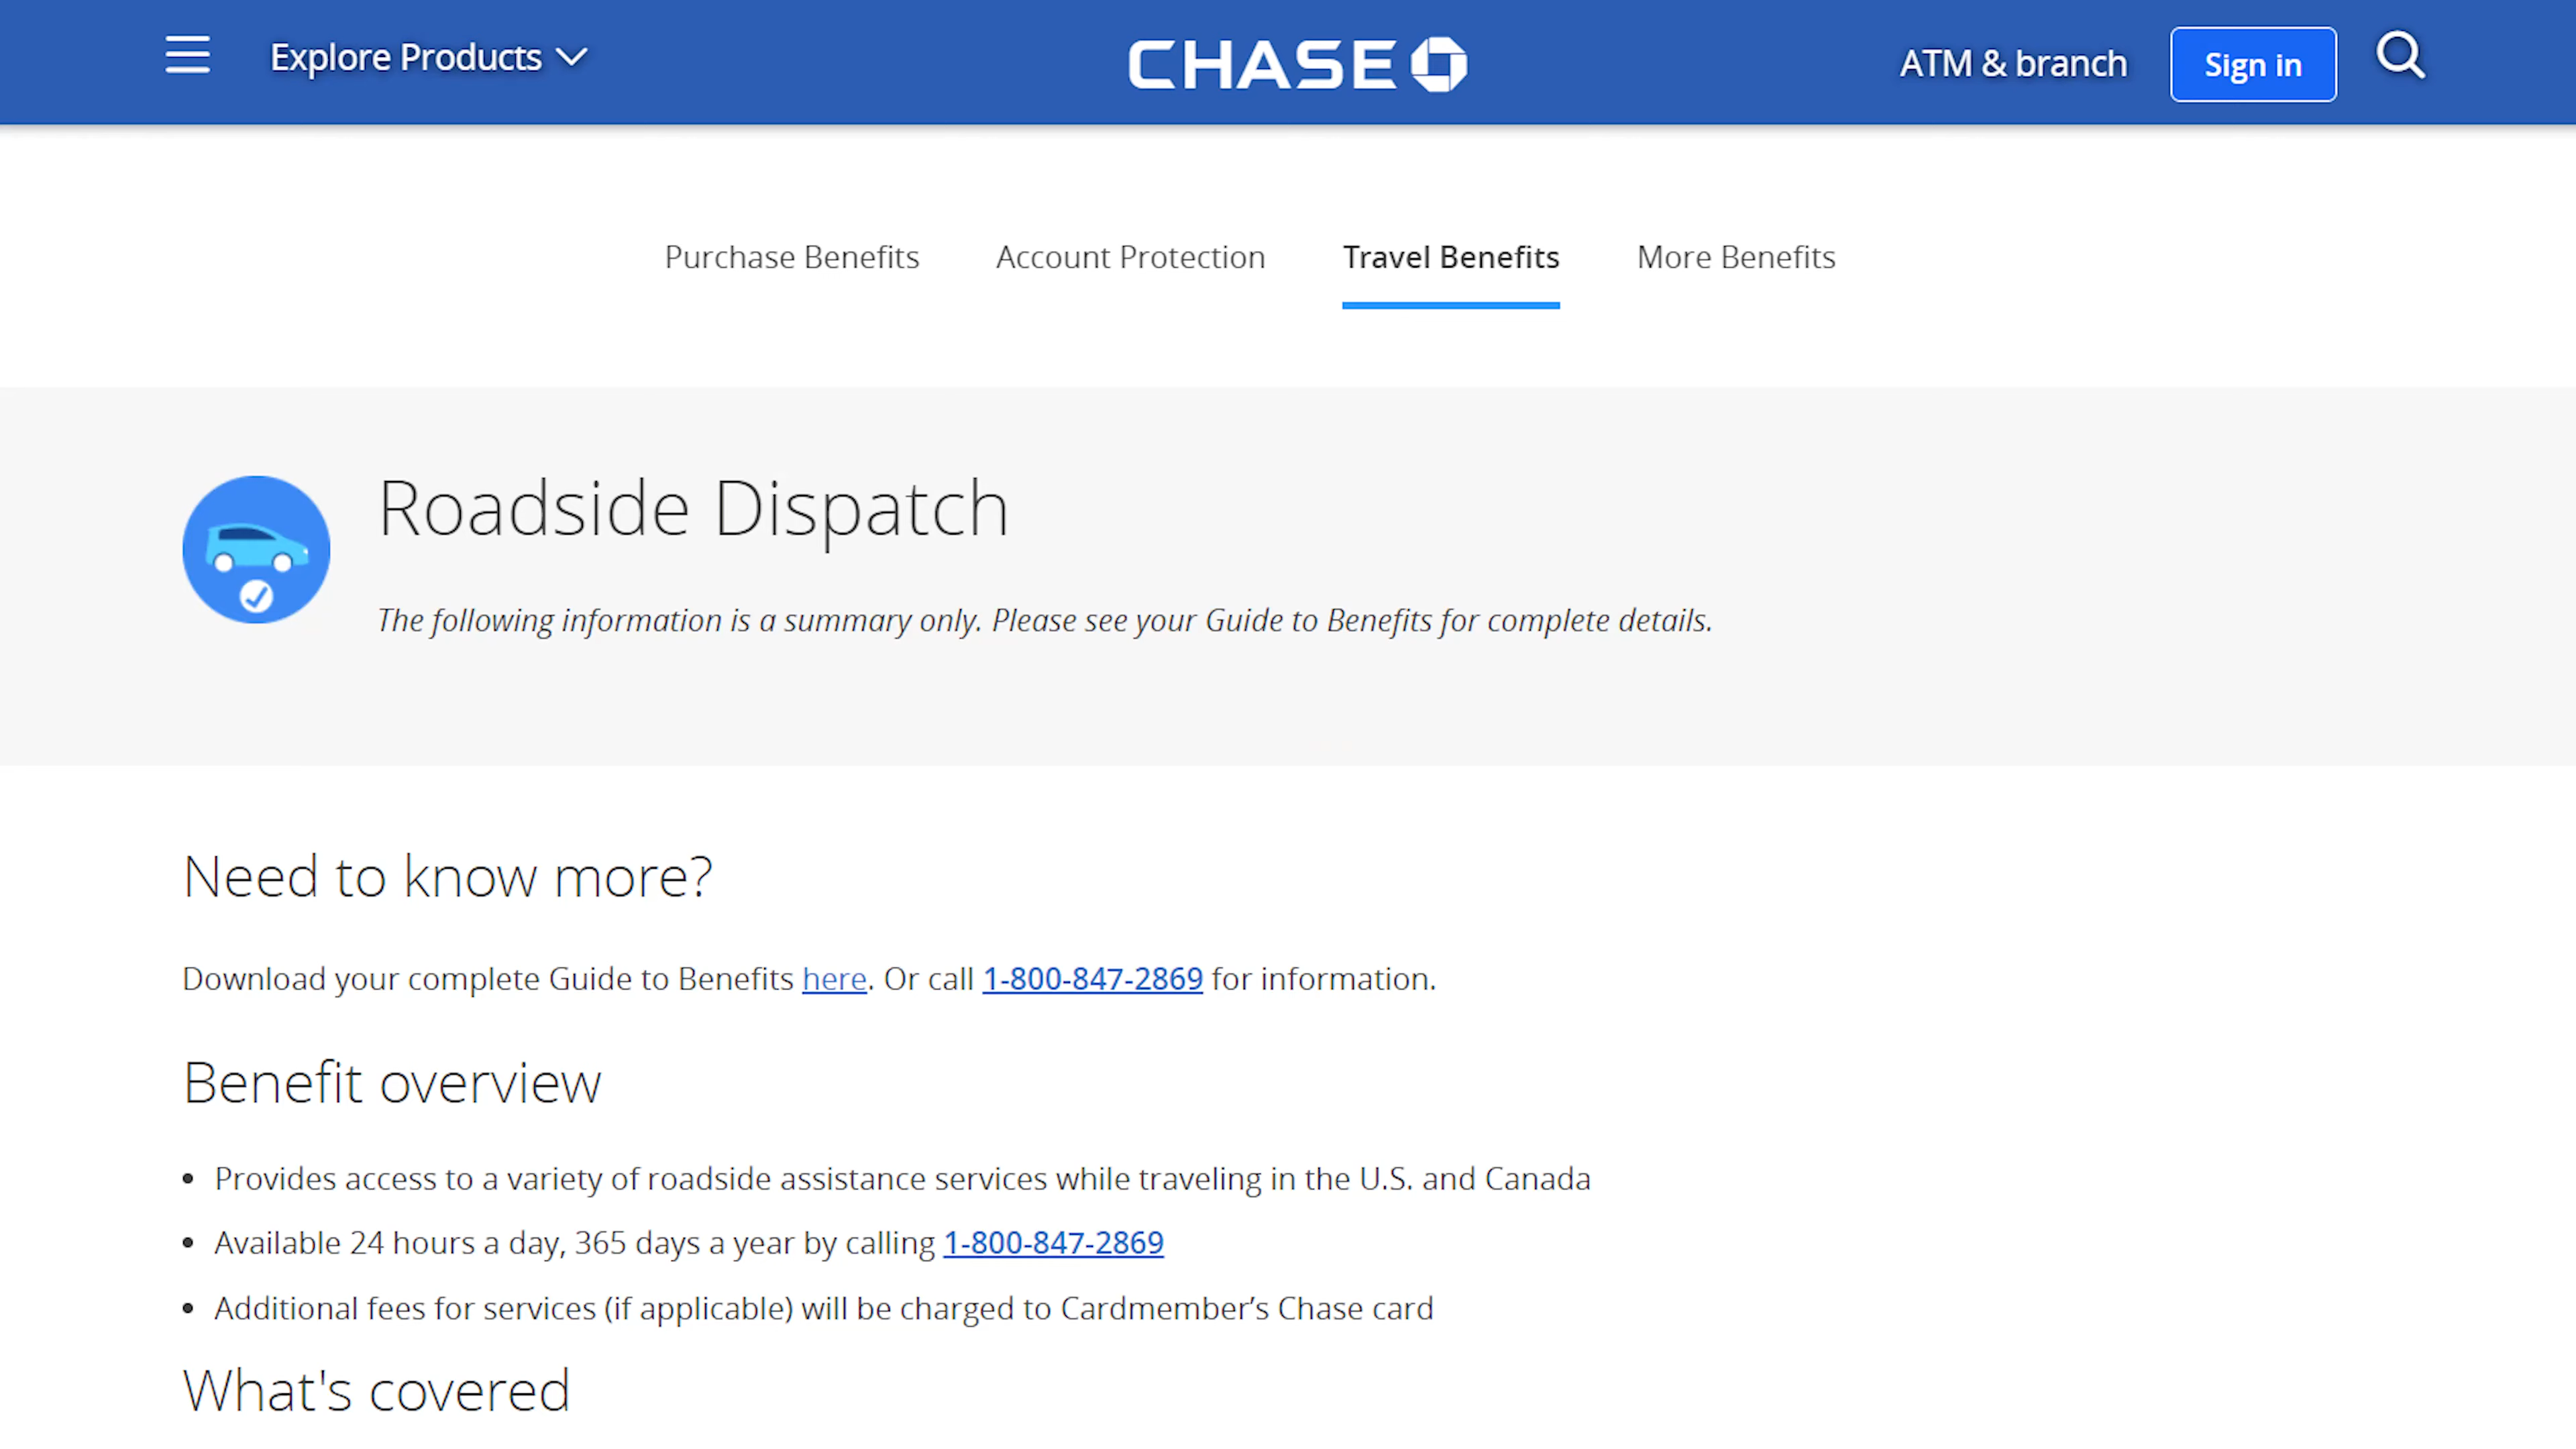 Explore Products
CHASE
ATM & branch
Sign in
Purchase Benefits
Account Protection
Travel Benefits
More Benefits
Roadside Dispatch
The following information is a summary only. Please see your Guide to Benefits for complete details.
Need to know more?
Download your complete Guide to Benefits here. Or call 1-800-847-2869 for information.
Benefit overview
• Provides access to a variety of roadside assistance services while traveling in the U.S. and Canada
• Available 24 hours a day, 365 days a year by calling 1-800-847-2869
• Additional fees for services (if applicable) will be charged to Cardmember’s Chase card
What's covered